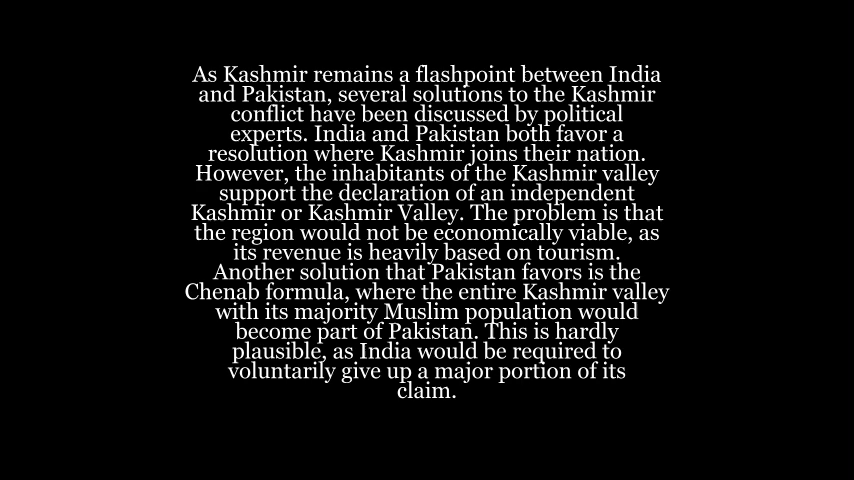 As Kashmir remains a flashpoint between India
and Pakistan, several solutions to the Kashmir
conflict have been discussed by political
experts. India and Pakistan both favor a
resolution where Kashmir joins their nation.
However, the inhabitants of the Kashmir valley
support the declaration of an independent
Kashmir or Kashmir Valley. The problem is that
the region would not be economically viable, as
its revenue is heavily based on tourism.
Another solution that Pakistan favors is the
Chenab formula, where the entire Kashmir valley
with its majority Muslim population would
become part of Pakistan. This is hardly
plausible, as India would be required to
voluntarily give up a major portion of its
claim.